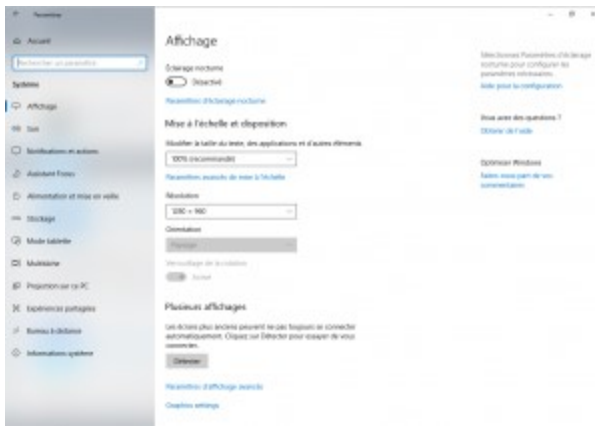 Paramètres
Accueil
Rechercher un paramètre
Système
Affichage
Son
Notifications et actions
Assistant Focus
Alimentation et mise en veille
Stockage
Mode tablette
Multitâche
Projection sur ce PC
Expériences partagées
Bureau à distance
Informations système
Affichage
Éclairage nocturne
Désactivé
Paramètres d'éclairage nocturne
Mise à l'échelle et disposition
Modifier la taille du texte, des applications et d'autres éléments
100% (recommandé)
Paramètres avancés de mise à l'échelle
Résolution
1280 × 960
Orientation
Paysage
Verrouillage de la rotation
Activé
Plusieurs affichages
Les écrans plus anciens peuvent ne pas toujours se connecter
automatiquement. Cliquez sur Détecter pour essayer de vous
connecter.
Détecter
Paramètres d'affichage avancés
Graphics settings
Sélectionnez Paramètres d'éclairage
nocturne pour configurer les
paramètres nécessaires.
Aide pour la configuration
Vous avez des questions ?
Obtenir de l'aide
Optimiser Windows
Faites-nous part de vos
commentaires